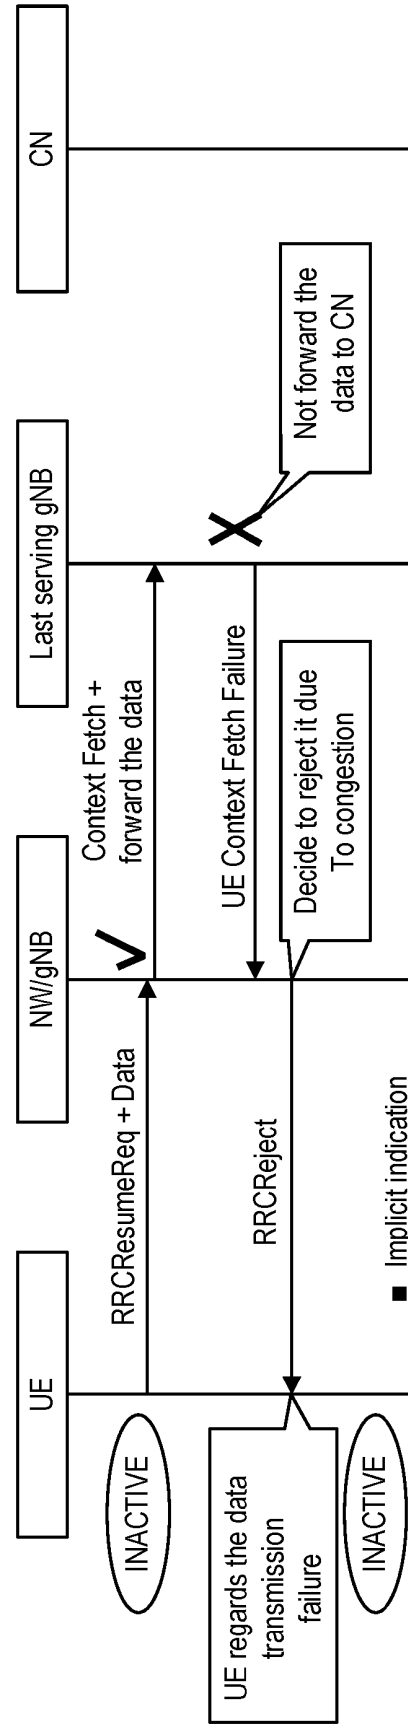 UE
NW/gNB
Last serving gNB
CN
INACTIVE
RRCResumeReq + Data
Context Fetch +
forward the data
UE Context Fetch Failure
Not forward the
data to CN
Decide to reject it due
To congestion
RRCReject
UE regards the data
transmission
failure
INACTIVE
■ Implicit indication